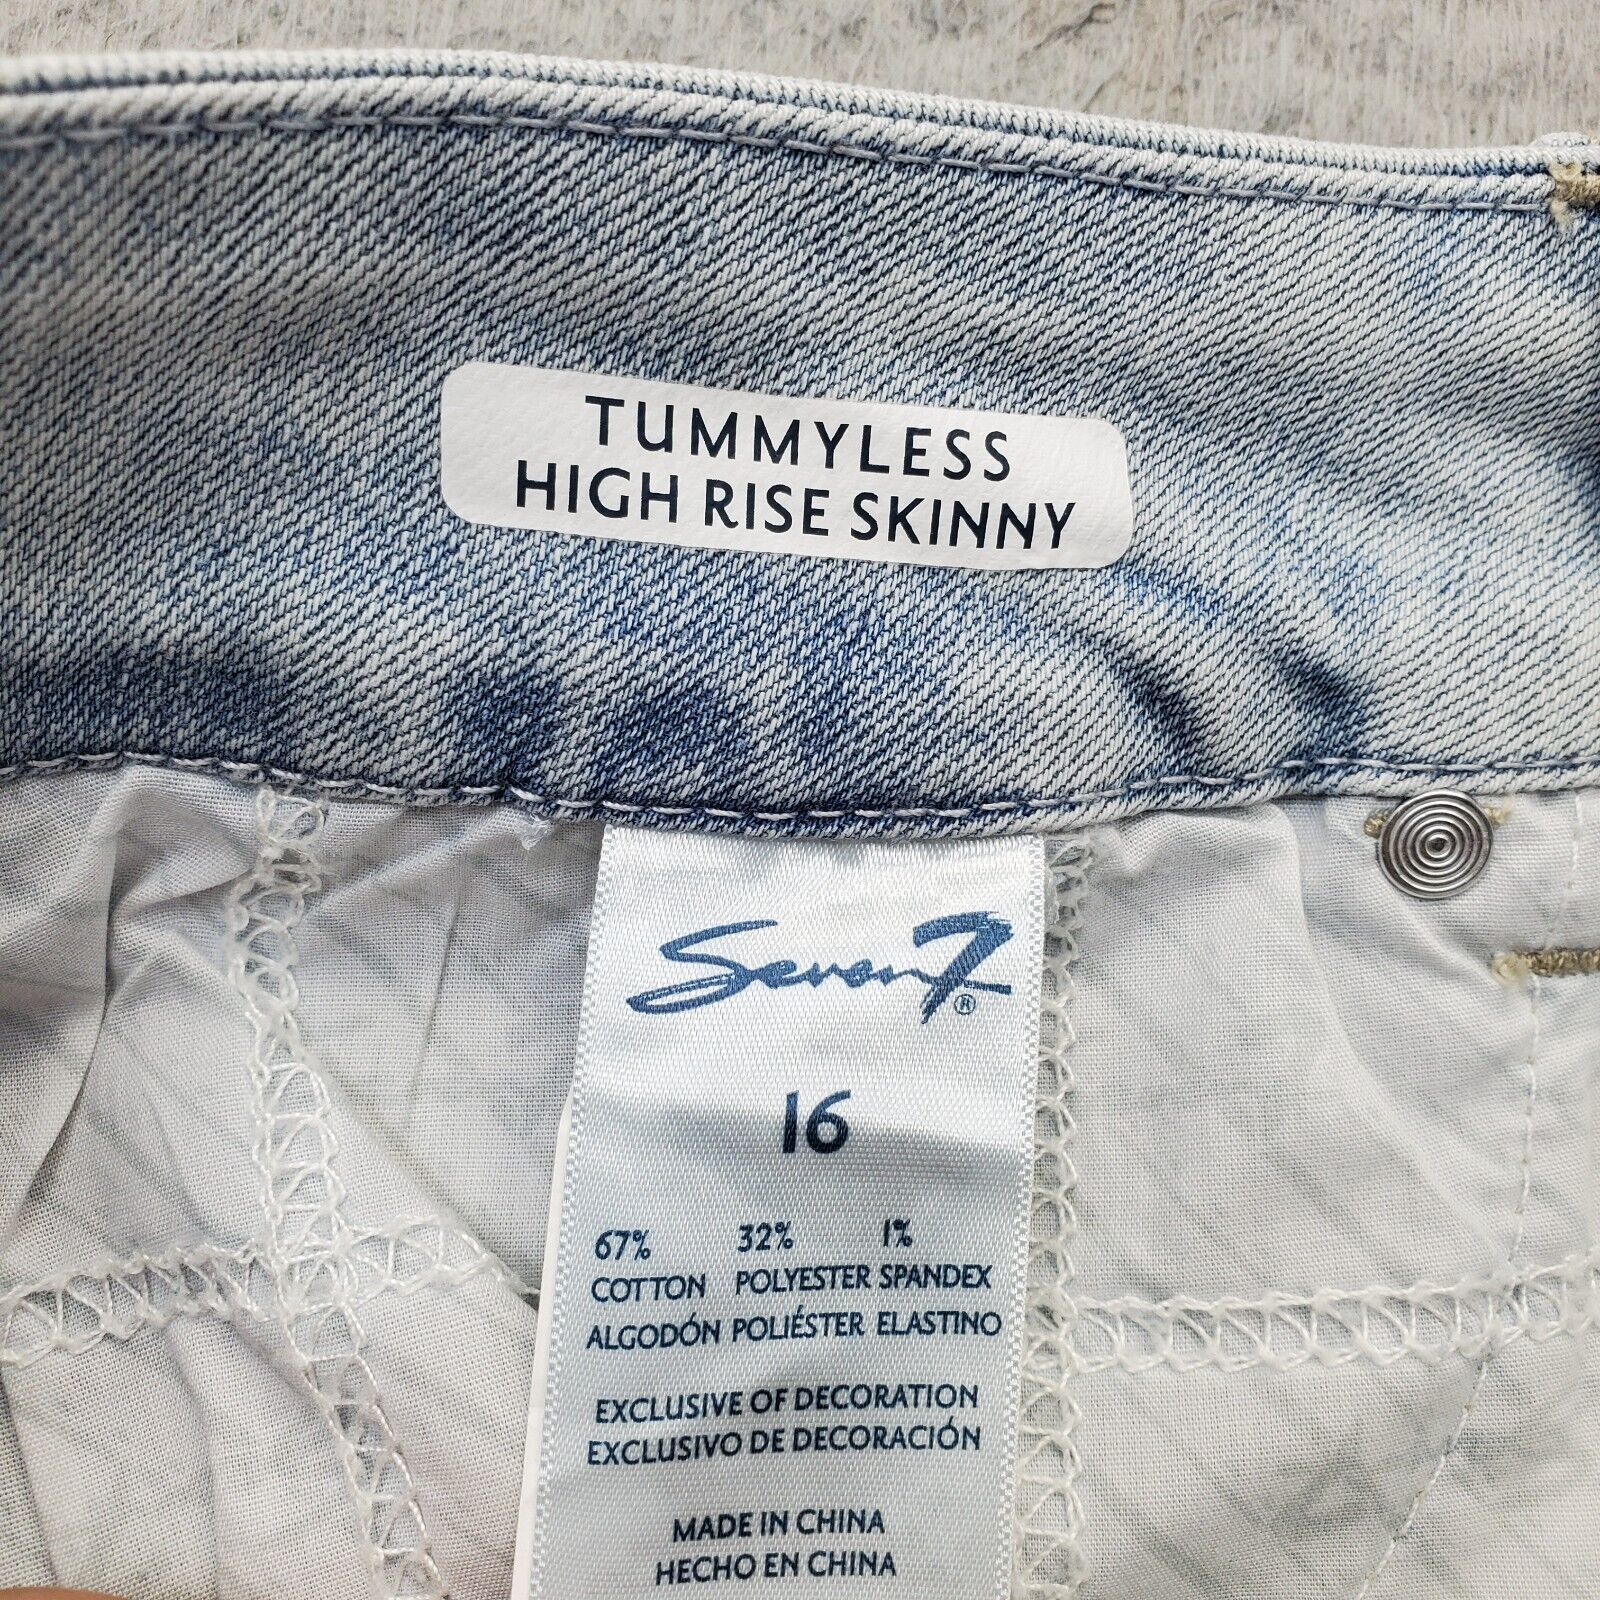 TUMMYLESS
HIGH RISE SKINNY
Seven7®
16
67% 32% 1%
COTTON POLYESTER SPANDEX
ALGODÓN POLIÉSTER ELASTINO
EXCLUSIVE OF DECORATION
EXCLUSIVO DE DECORACIÓN
MADE IN CHINA
HECHO EN CHINA